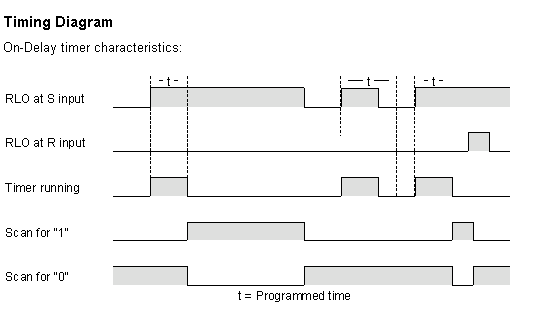 Timing Diagram
On-Delay timer characteristics:
t t t
RLO at S input
RLO at R input
Timer running
Scan for "1"
Scan for "0"
t = Programmed time